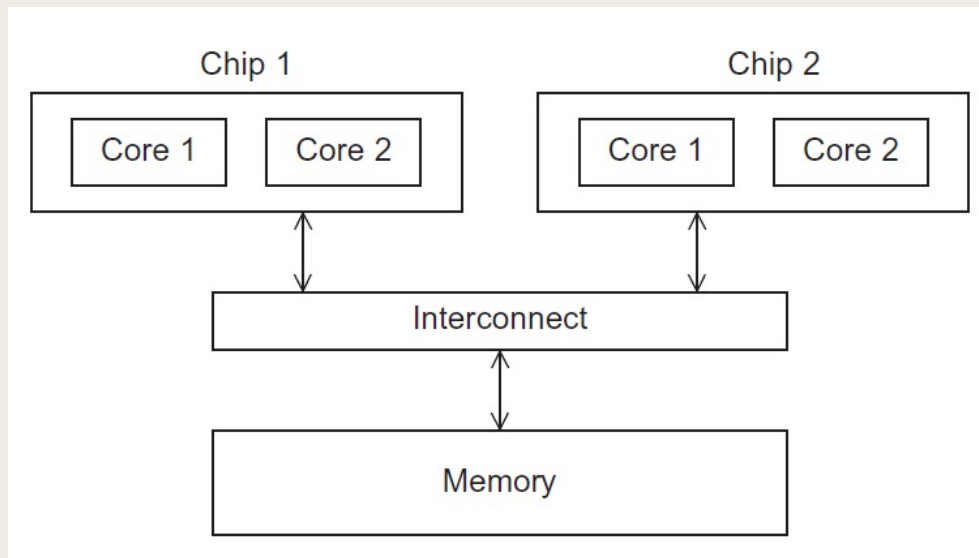 Chip 1
Chip 2
Core 1
Core 2
Core 1
Core 2
Interconnect
Memory